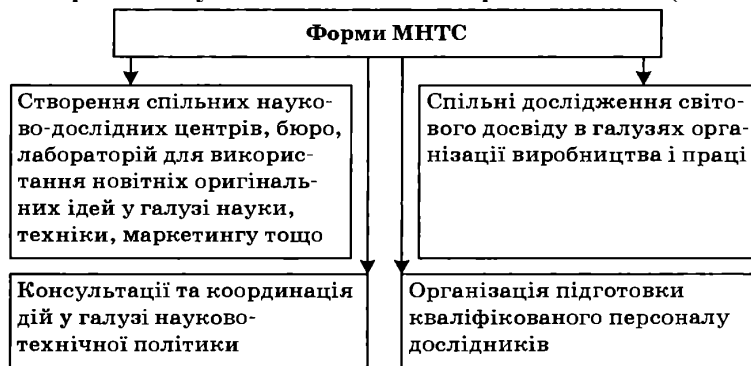 Форми МНТС
Створення спільних науко-
во-дослідних центрів, бюро,
лабораторій для викорис-
тання новітніх оригіналь-
них ідей у галузі науки,
техніки, маркетингу тощо
Спільні дослідження світо-
вого досвіду в галузях орга-
нізації виробництва і праці
Консультації та координація
дій у галузі науково-
технічної політики
Організація підготовки
кваліфікованого персоналу
дослідників